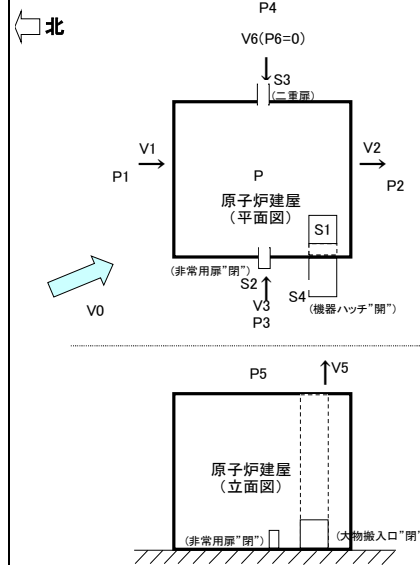 北
P4
V6(P6=0)
S3
(二重扉)
V1
P1
V2
P2
P
原子炉建屋
(平面図)
S1
(非常用扉"閉")
S2
V3
P3
S4
(機器ハッチ"開")
V0
P5
V5
原子炉建屋
(立面図)
(非常用扉"閉")
(大物搬入口"閉"